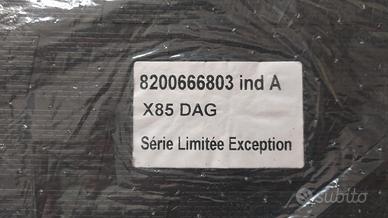 8200666803 ind A
X85 DAG
Série Limitée Exception
subito